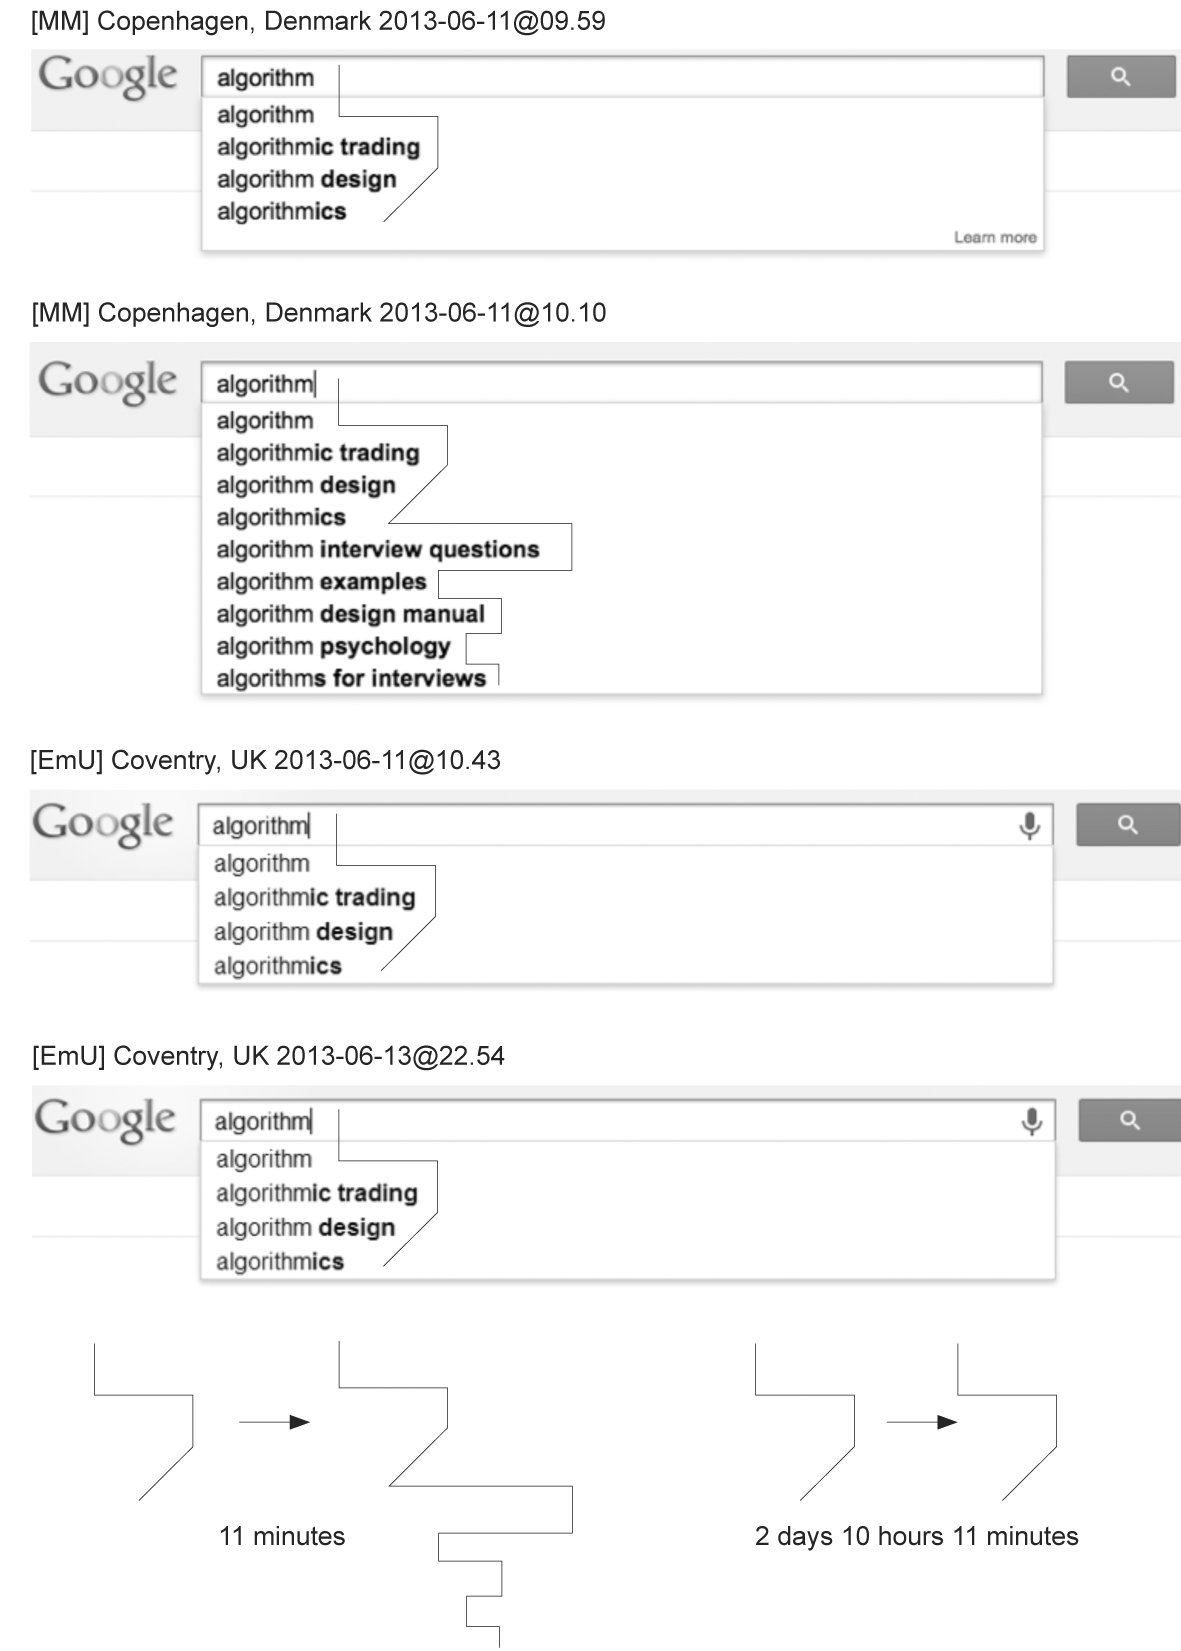 [MM] Copenhagen, Denmark 2013-06-11@09.59
Google algorithm
algorithm
algorithmic trading
algorithm design
algorithmics
Learn more
[MM] Copenhagen, Denmark 2013-06-11@10.10
Google algorithm
algorithm
algorithmic trading
algorithm design
algorithmics
algorithm interview questions
algorithm examples
algorithm design manual
algorithm psychology
algorithms for interviews
[EmU] Coventry, UK 2013-06-11@10.43
Google algorithm
algorithm
algorithmic trading
algorithm design
algorithmics
[EmU] Coventry, UK 2013-06-13@22.54
Google algorithm
algorithm
algorithmic trading
algorithm design
algorithmics
11 minutes
2 days 10 hours 11 minutes